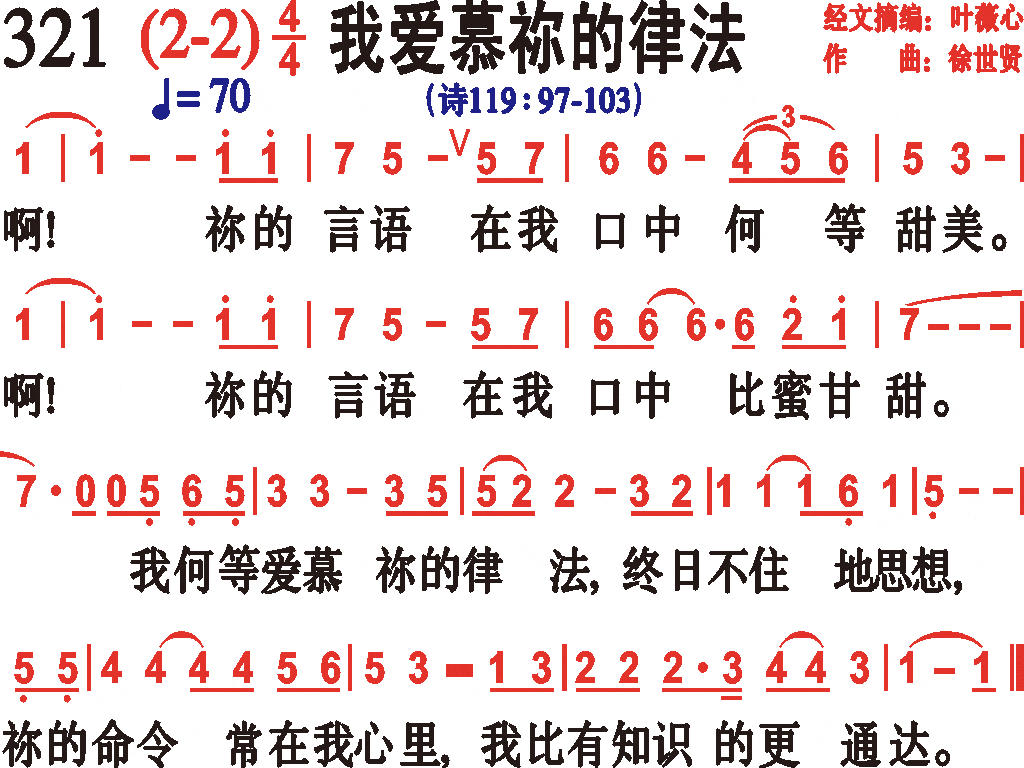 321 (2-2) 4/4 我爱慕祢的律法 经文摘编：叶薇心
作 曲：徐世贤
♩=70 (诗119：97-103)
1 | 1 - - 1 1 | 7 5 - V 5 7 | 6 6 - 3 4 5 6 | 5 3 - |
啊! 祢的 言语 在我 口中 何 等 甜美。
1 | 1 - - 1 1 | 7 5 - 5 7 | 6 6 6 · 6 2 1 | 7 - - - |
啊! 祢的 言语 在我 口中 比蜜甘 甜。
7 · 0 0 5 6 5 | 3 3 - 3 5 | 5 2 2 - 3 2 | 1 1 1 6 1 | 5 - - |
我何等爱慕 祢的律 法, 终日不住 地思想,
5 5 | 4 4 4 4 5 6 | 5 3 - 1 3 | 2 2 2 · 3 4 4 3 | 1 - 1 ‖
祢的命令 常在我心里, 我比有知识 的更 通达。